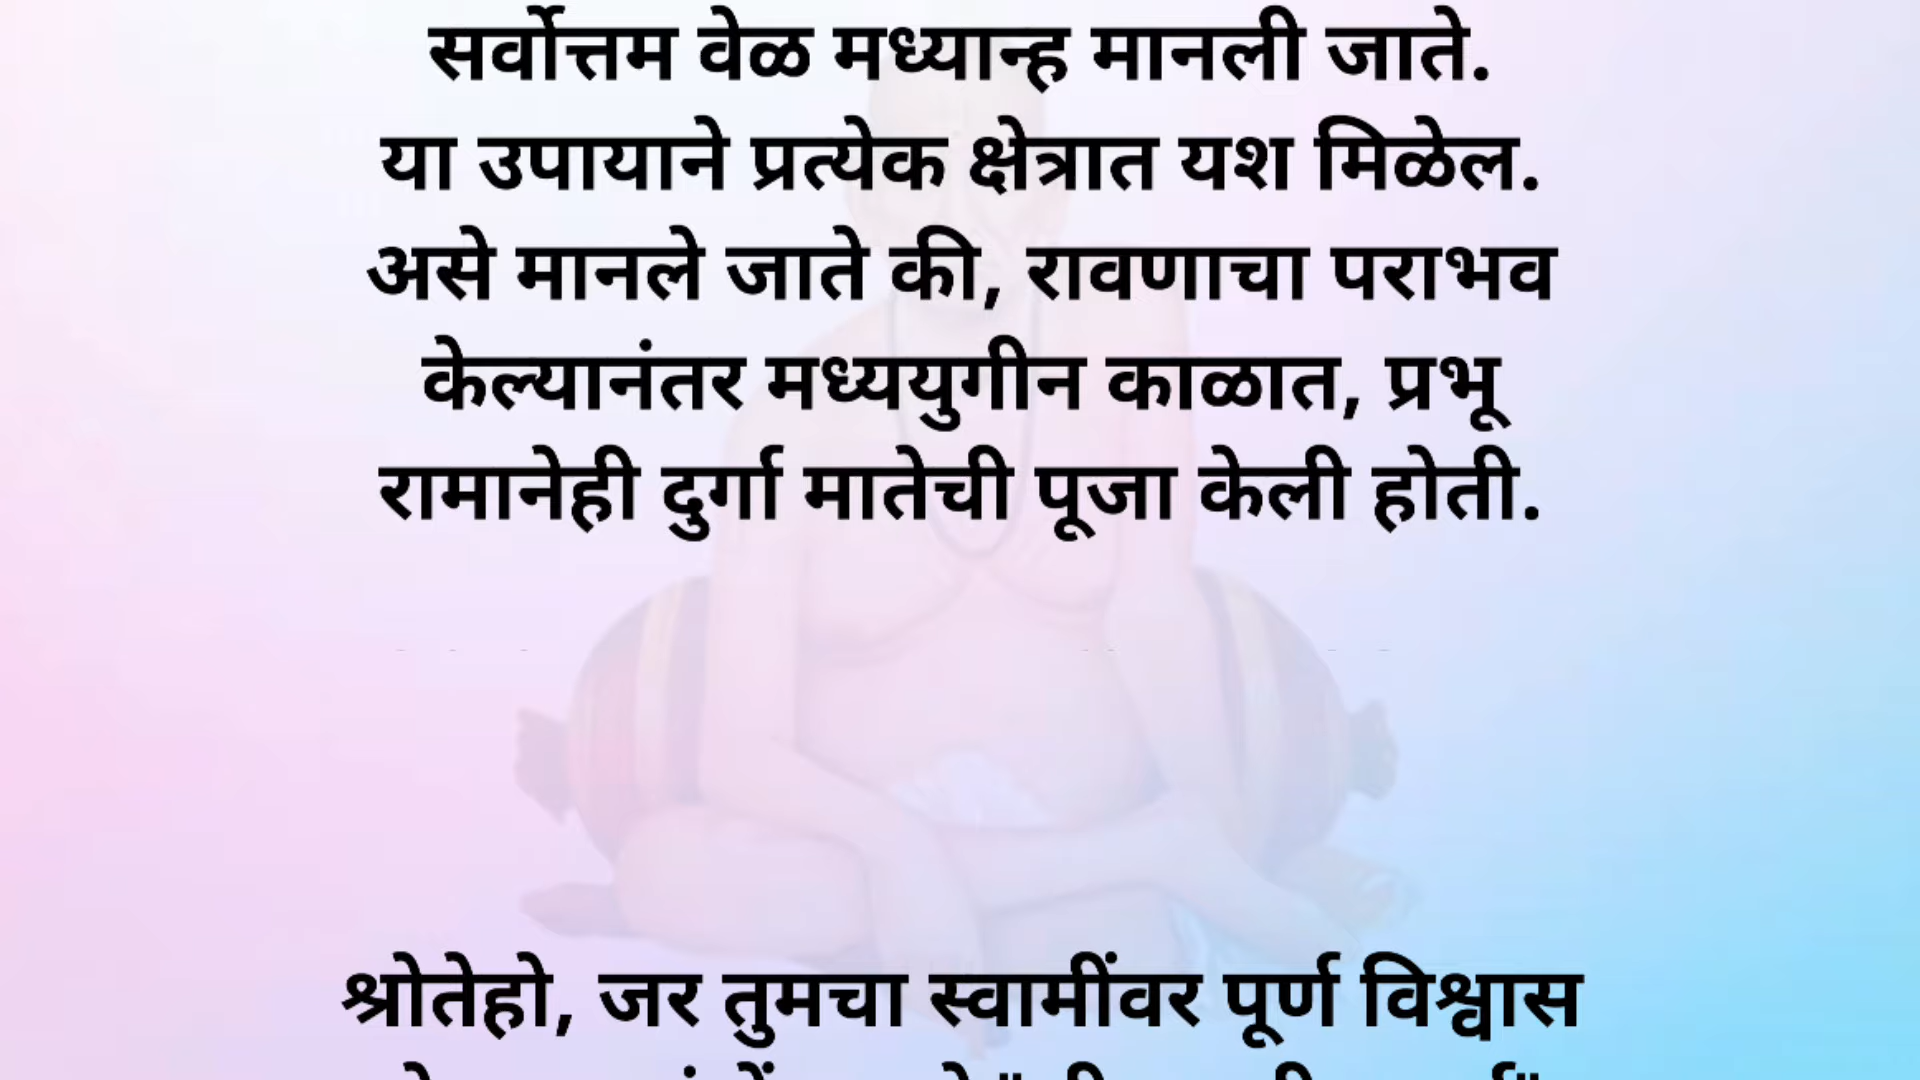 सर्वोत्तम वेळ मध्यान्ह मानली जाते.
या उपायाने प्रत्येक क्षेत्रात यश मिळेल.
असे मानले जाते की, रावणाचा पराभव
केल्यानंतर मध्ययुगीन काळात, प्रभू
रामानेही दुर्गा मातेची पूजा केली होती.
श्रोतेहो, जर तुमचा स्वामींवर पूर्ण विश्वास